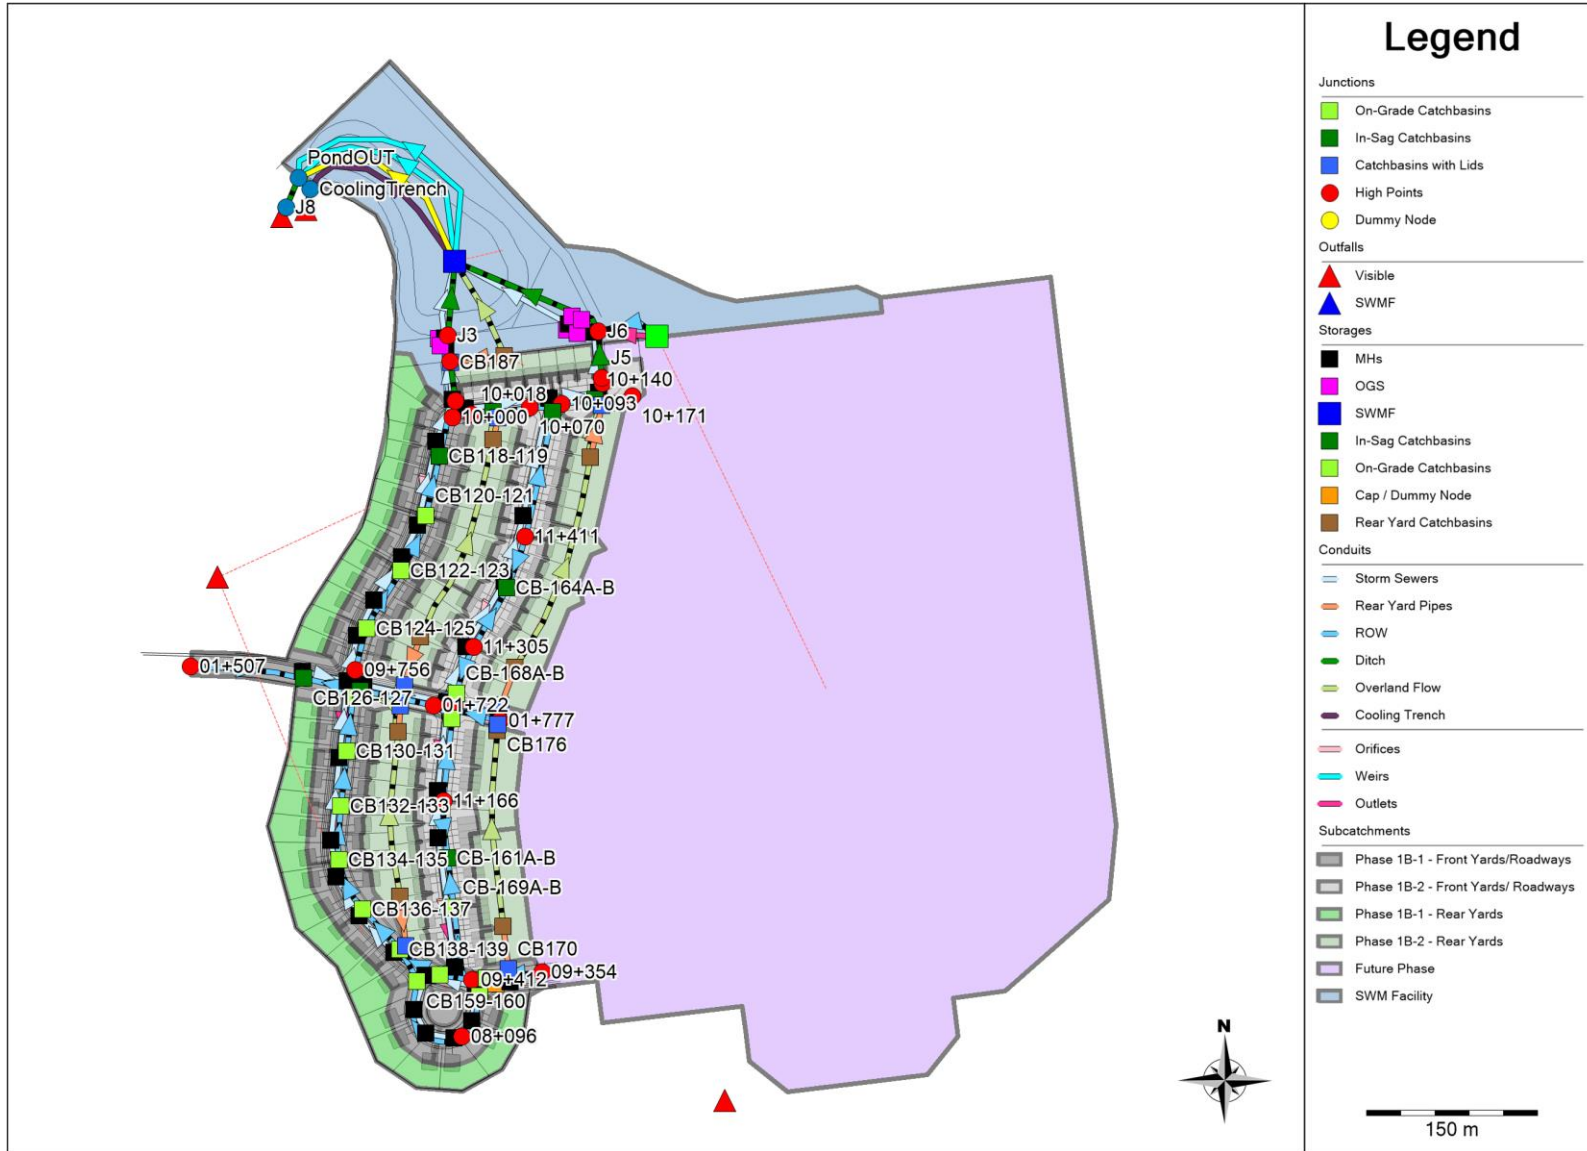 Legend
Junctions
On-Grade Catchbasins
In-Sag Catchbasins
Catchbasins with Lids
High Points
Dummy Node
Outfalls
Visible
SWMF
Storages
MHs
OGS
SWMF
In-Sag Catchbasins
On-Grade Catchbasins
Cap / Dummy Node
Rear Yard Catchbasins
Conduits
Storm Sewers
Rear Yard Pipes
ROW
Ditch
Overland Flow
Cooling Trench
Orifices
Weirs
Outlets
Subcatchments
Phase 1B-1 - Front Yards/Roadways
Phase 1B-2 - Front Yards/ Roadways
Phase 1B-1 - Rear Yards
Phase 1B-2 - Rear Yards
Future Phase
SWM Facility
N
150 m
PondOUT
CoolingTrench
J8
J3
J6
CB187
J5
10+140
10+018
10+093
10+000
10+070
10+171
CB118-119
CB120-121
11+411
CB122-123
CB-164A-B
CB124-125
11+305
01+507
09+756
CB-168A-B
CB126-127
01+722
01+777
CB130-131
CB176
CB132-133
11+166
CB134-135
CB-161A-B
CB-169A-B
CB136-137
CB138-139
CB170
09+412
09+354
CB159-160
08+096